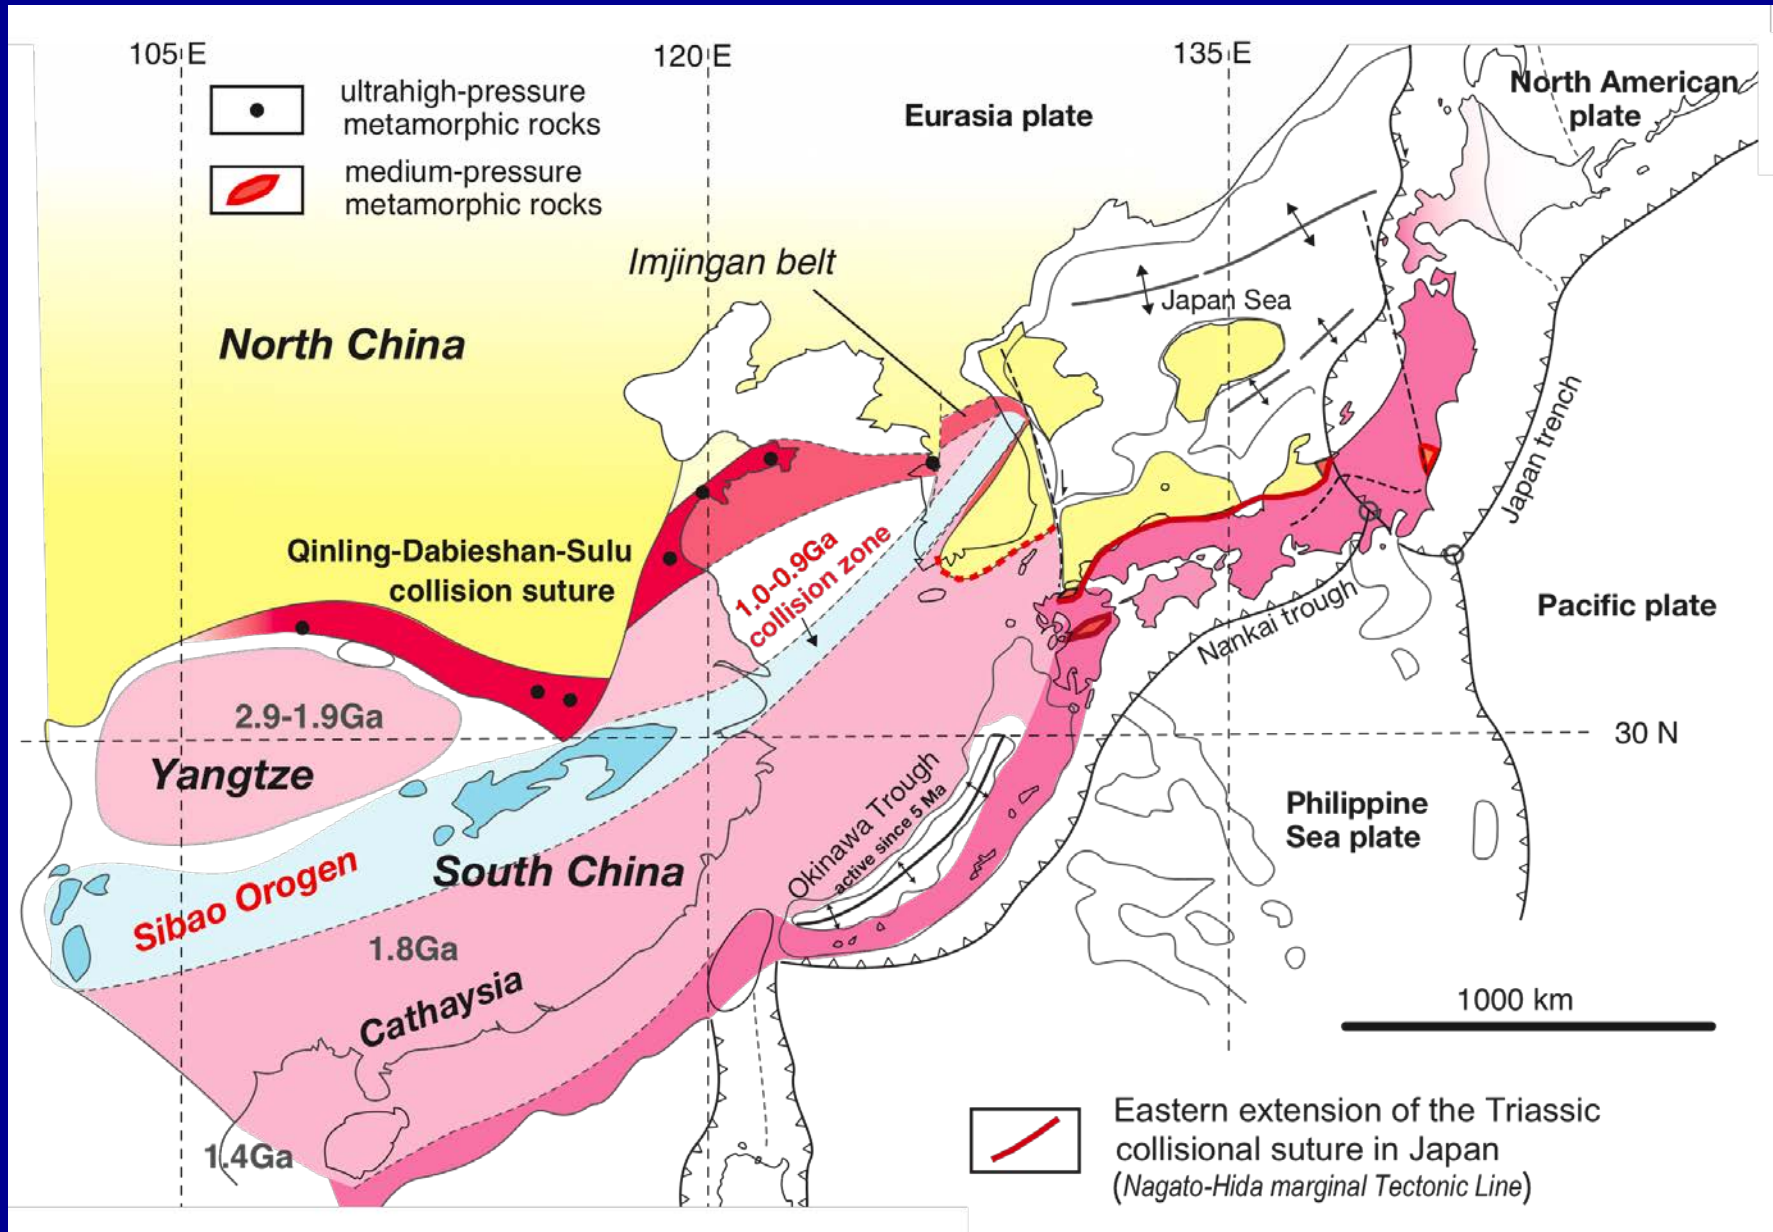 105 E
120 E
135 E
ultrahigh-pressure
metamorphic rocks
medium-pressure
metamorphic rocks
Eurasia plate
North American
plate
Imjingan belt
Japan Sea
North China
Japan trench
Qinling-Dabieshan-Sulu
collision suture
1.0-0.9Ga
collision zone
Pacific plate
Nankai trough
2.9-1.9Ga
30 N
Yangtze
Okinawa Trough
active since 5 Ma
Philippine
Sea plate
South China
Sibao Orogen
1.8Ga
Cathaysia
1000 km
1.4Ga
Eastern extension of the Triassic
collisional suture in Japan
(Nagato-Hida marginal Tectonic Line)